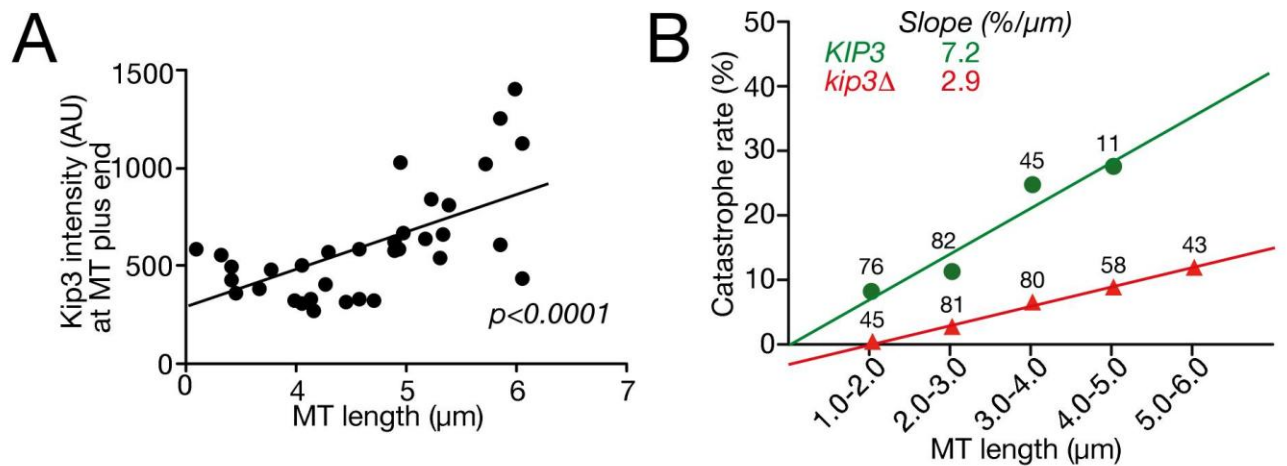 A
Kip3 intensity (AU)
at MT plus end
1500
1000
500
0
0
4
5
6
7
MT length (µm)
p<0.0001
B
Catastrophe rate (%)
50
40
30
20
10
0
Slope (%/µm)
KIP3 7.2
kip3Δ 2.9
76
82
45
11
45
81
80
58
43
1.0-2.0
2.0-3.0
3.0-4.0
4.0-5.0
5.0-6.0
MT length (µm)